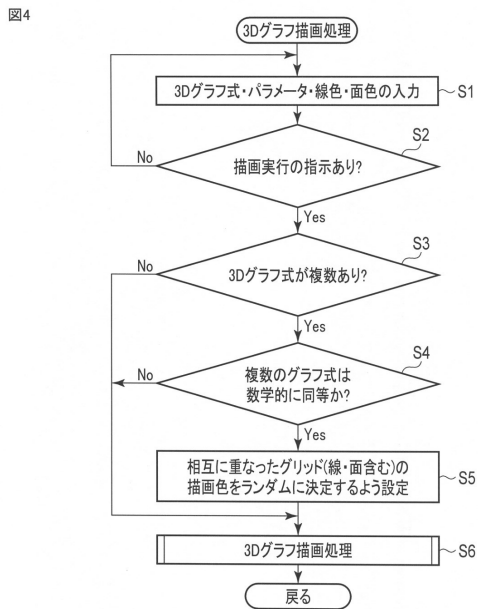 図4
3Dグラフ描画処理
3Dグラフ式・パラメータ・線色・面色の入力
S1
S2
描画実行の指示あり?
No
Yes
S3
3Dグラフ式が複数あり?
No
Yes
S4
複数のグラフ式は
数学的に同等か?
No
Yes
相互に重なったグリッド(線・面含む)の
描画色をランダムに決定するよう設定
S5
3Dグラフ描画処理
S6
戻る